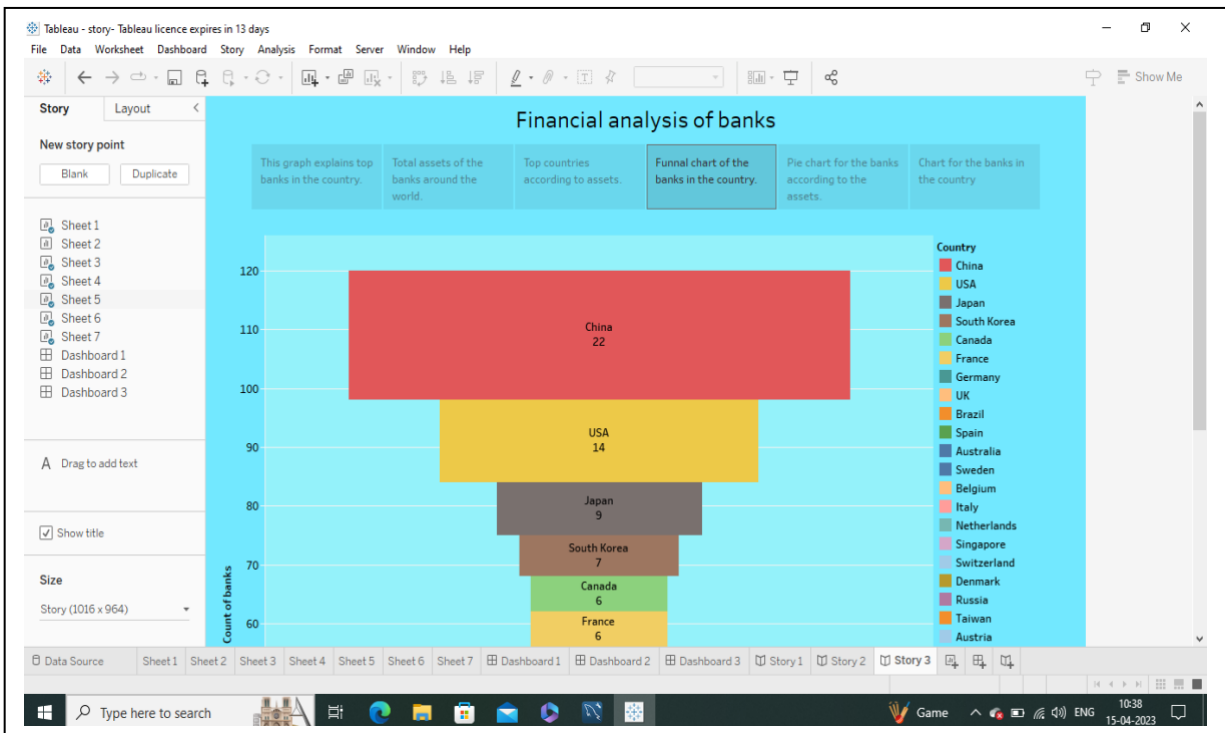 Tableau - story- Tableau licence expires in 13 days
File Data Worksheet Dashboard Story Analysis Format Server Window Help
Show Me
Story Layout
New story point
Blank Duplicate
Sheet 1
Sheet 2
Sheet 3
Sheet 4
Sheet 5
Sheet 6
Sheet 7
Dashboard 1
Dashboard 2
Dashboard 3
A Drag to add text
Show title
Size
Story (1016 x 964)
Financial analysis of banks
This graph explains top
banks in the country.
Total assets of the
banks around the
world.
Top countries
according to assets.
Funnal chart of the
banks in the country.
Pie chart for the banks
according to the
assets.
Chart for the banks in
the country
120
110
100
90
80
70
60
Count of banks
China
22
USA
14
Japan
9
South Korea
7
Canada
6
France
6
Country
China
USA
Japan
South Korea
Canada
France
Germany
UK
Brazil
Spain
Australia
Sweden
Belgium
Italy
Netherlands
Singapore
Switzerland
Denmark
Russia
Taiwan
Austria
Data Source Sheet 1 Sheet 2 Sheet 3 Sheet 4 Sheet 5 Sheet 6 Sheet 7 Dashboard 1 Dashboard 2 Dashboard 3 Story 1 Story 2 Story 3
Type here to search
Game
ENG
10:38
15-04-2023